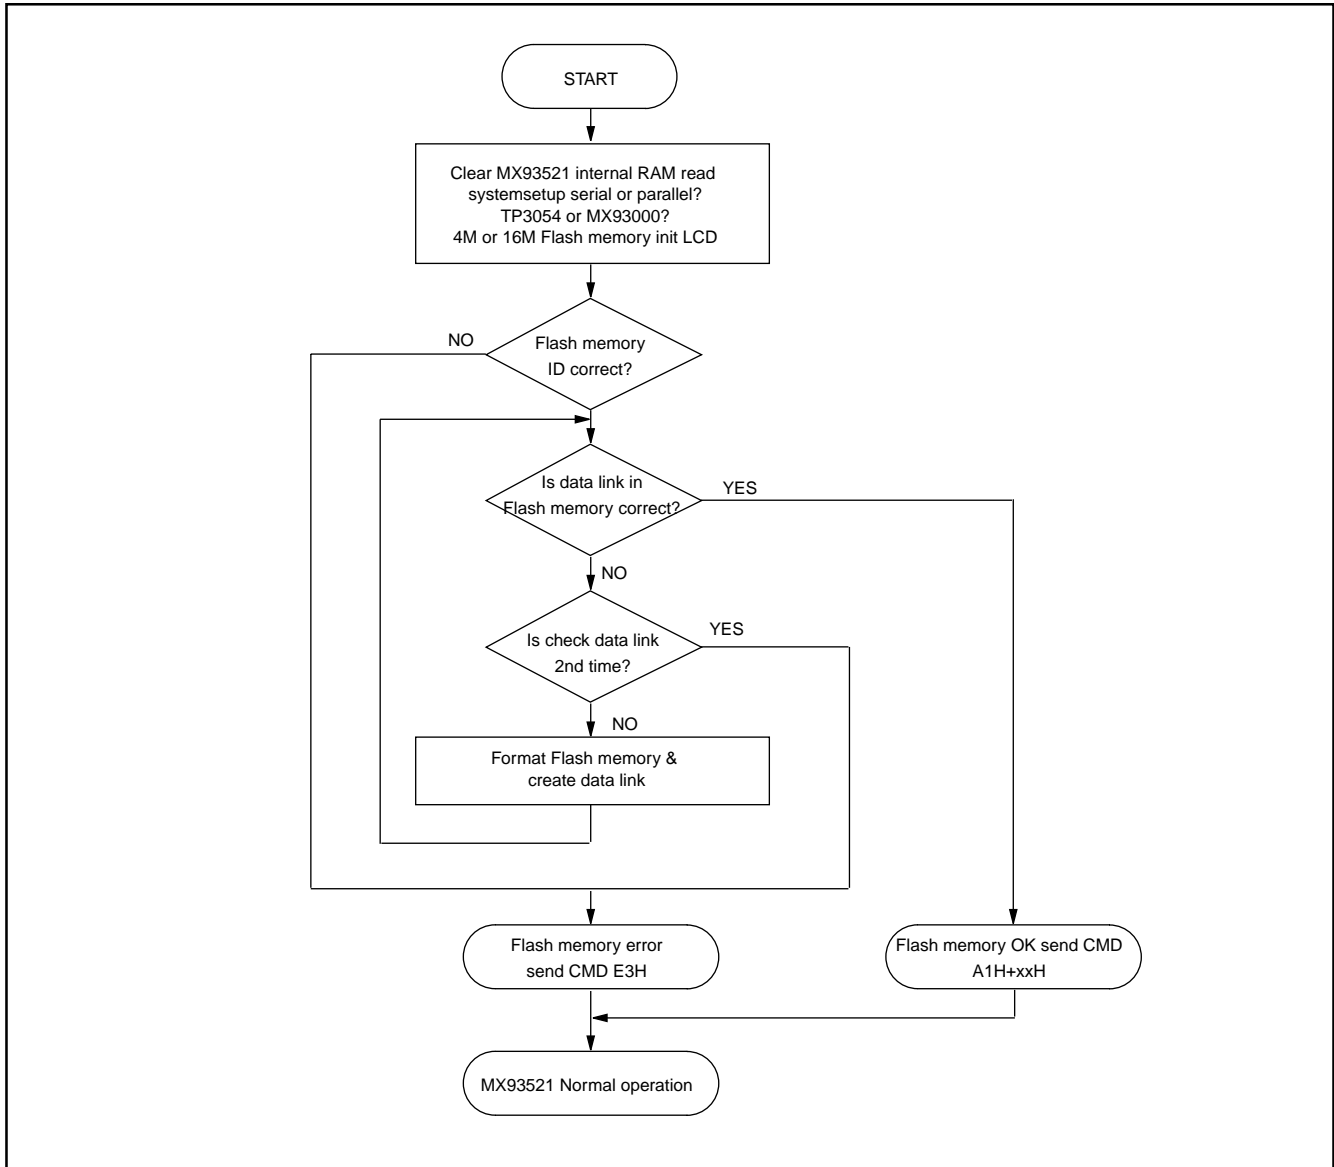 START
Clear MX93521 internal RAM read
systemsetup serial or parallel?
TP3054 or MX93000?
4M or 16M Flash memory init LCD
NO
Flash memory
ID correct?
Is data link in
Flash memory correct?
YES
NO
Is check data link
2nd time?
YES
NO
Format Flash memory &
create data link
Flash memory error
send CMD E3H
Flash memory OK send CMD
A1H+xxH
MX93521 Normal operation